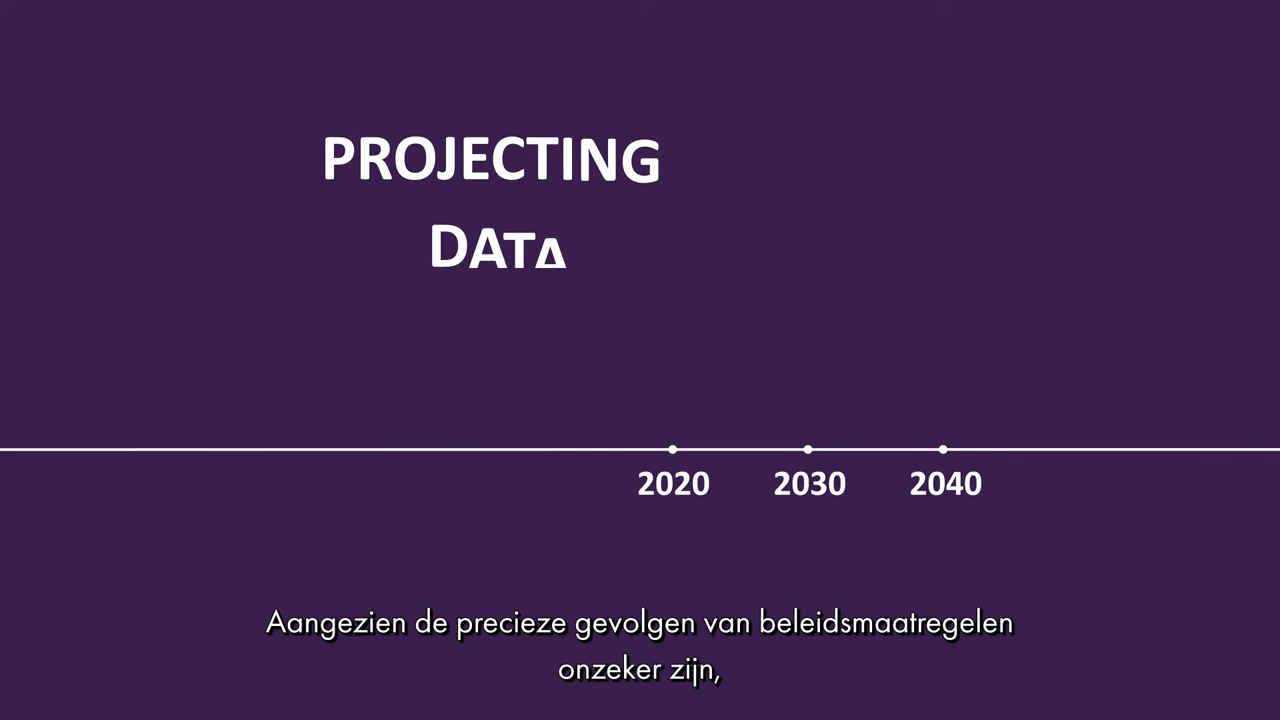 PROJECTING
DATA
2020 2030 2040
Aangezien de precieze gevolgen van beleidsmaatregelen
onzeker zijn,